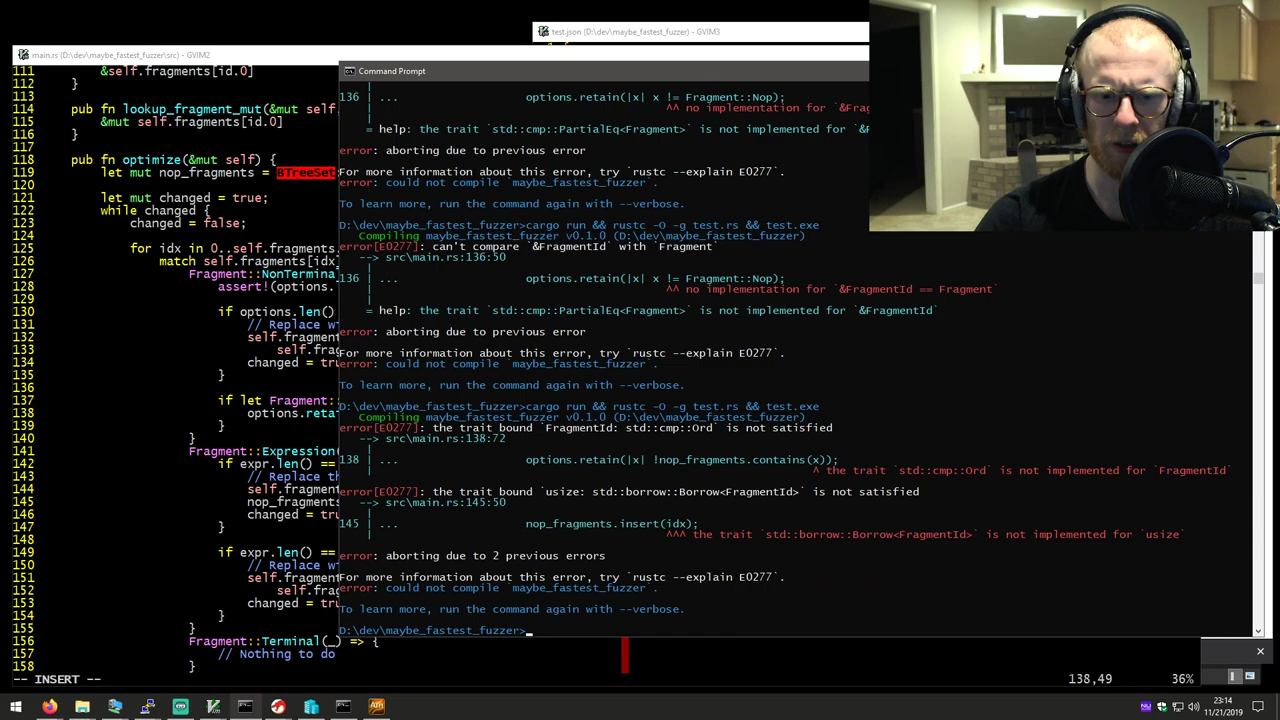 test.json (D:\dev\maybe_fastest_fuzzer) - GVIM3
main.rs (D:\dev\maybe_fastest_fuzzer\src) - GVIM2
111 &self.fragments[id.0]
112 }
113
114 pub fn lookup_fragment_mut(&mut self,
115 &mut self.fragments[id.0]
116 }
117
118 pub fn optimize(&mut self) {
119 let mut nop_fragments = BTreeSet
120
121 let mut changed = true;
122 while changed {
123 changed = false;
124
125 for idx in 0..self.fragments.
126 match self.fragments[idx
127 Fragment::NonTermina
128 assert!(options.
129
130 if options.len()
131 // Replace wi
132 self.fragment
133 self.frag
134 changed = tru
135 }
136
137 if let Fragment::
138 options.reta
139 }
140 }
141 Fragment::Expression(
142 if expr.len() ==
143 // Replace th
144 self.fragment
145 nop_fragments
146 changed = tru
147 }
148
149 if expr.len() ==
150 // Replace wi
151 self.fragment
152 self.frag
153 changed = tru
154 }
155 }
156 Fragment::Terminal(_) => {
157 // Nothing to do
158 }
-- INSERT --
138,49 36%
Command Prompt
|
136 | ... options.retain(|x| x != Fragment::Nop);
| ^^ no implementation for `&Frag
|
= help: the trait `std::cmp::PartialEq<Fragment>` is not implemented for `&F
error: aborting due to previous error
For more information about this error, try `rustc --explain E0277`.
error: could not compile `maybe_fastest_fuzzer`.
To learn more, run the command again with --verbose.
D:\dev\maybe_fastest_fuzzer>cargo run && rustc -O -g test.rs && test.exe
Compiling maybe_fastest_fuzzer v0.1.0 (D:\dev\maybe_fastest_fuzzer)
error[E0277]: can't compare `&FragmentId` with `Fragment`
--> src\main.rs:136:50
|
136 | ... options.retain(|x| x != Fragment::Nop);
| ^^ no implementation for `&FragmentId == Fragment`
|
= help: the trait `std::cmp::PartialEq<Fragment>` is not implemented for `&FragmentId`
error: aborting due to previous error
For more information about this error, try `rustc --explain E0277`.
error: could not compile `maybe_fastest_fuzzer`.
To learn more, run the command again with --verbose.
D:\dev\maybe_fastest_fuzzer>cargo run && rustc -O -g test.rs && test.exe
Compiling maybe_fastest_fuzzer v0.1.0 (D:\dev\maybe_fastest_fuzzer)
error[E0277]: the trait bound `FragmentId: std::cmp::Ord` is not satisfied
--> src\main.rs:138:72
|
138 | ... options.retain(|x| !nop_fragments.contains(x));
| ^ the trait `std::cmp::Ord` is not implemented for `FragmentId`
error[E0277]: the trait bound `usize: std::borrow::Borrow<FragmentId>` is not satisfied
--> src\main.rs:145:50
|
145 | ... nop_fragments.insert(idx);
| ^^^ the trait `std::borrow::Borrow<FragmentId>` is not implemented for `usize`
error: aborting due to 2 previous errors
For more information about this error, try `rustc --explain E0277`.
error: could not compile `maybe_fastest_fuzzer`.
To learn more, run the command again with --verbose.
D:\dev\maybe_fastest_fuzzer>
23:14
11/21/2019